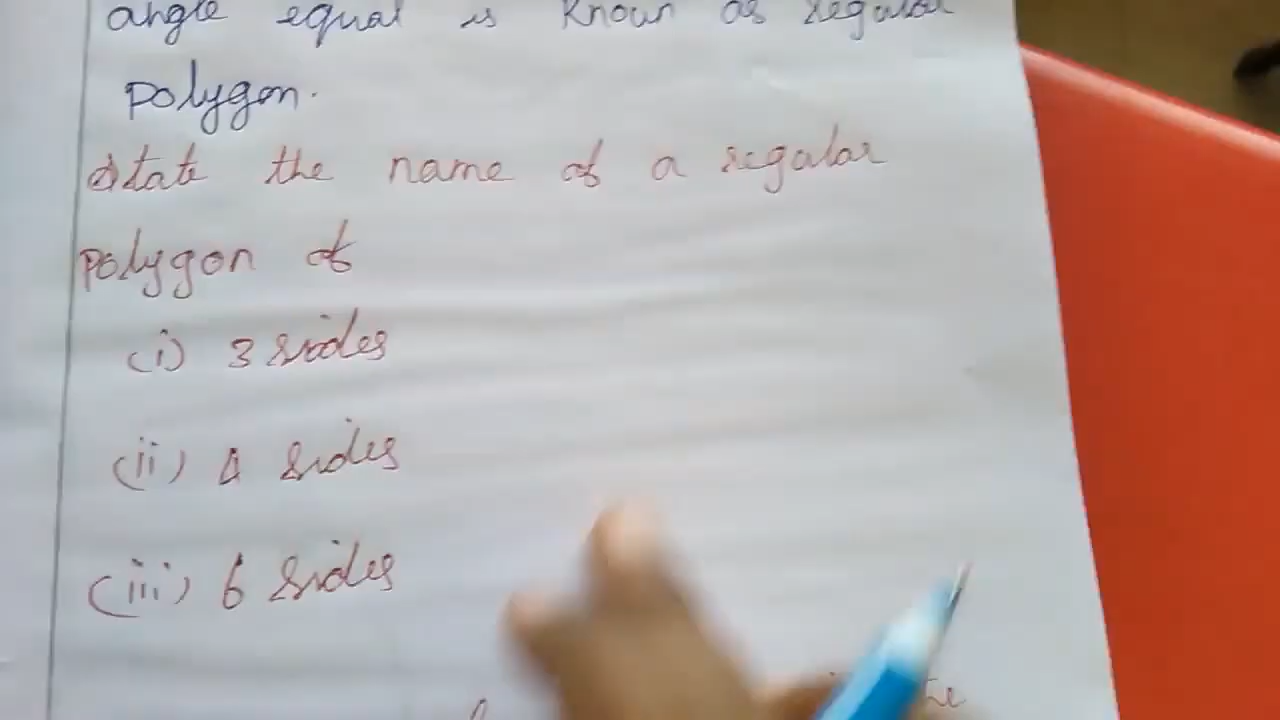 angle equal is known as regular
polygon.
State the name of a regular
polygon of
(i) 3 sides
(ii) 4 sides
(iii) 6 sides